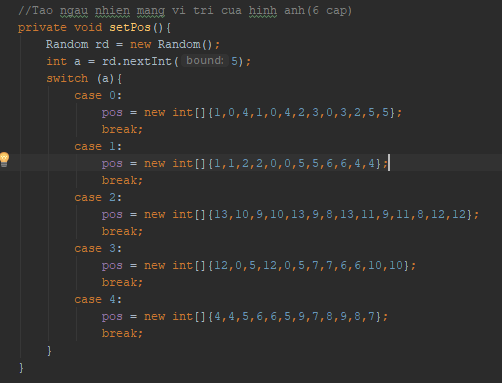 //Tao ngau nhien mang vi tri cua hinh anh(6 cap)
private void setPos(){
Random rd = new Random();
int a = rd.nextInt( bound: 5);
switch (a){
case 0:
pos = new int[]{1,0,4,1,0,4,2,3,0,3,2,5,5};
break;
case 1:
pos = new int[]{1,1,2,2,0,0,5,5,6,6,4,4};
break;
case 2:
pos = new int[]{13,10,9,10,13,9,8,13,11,9,11,8,12,12};
break;
case 3:
pos = new int[]{12,0,5,12,0,5,7,7,6,6,10,10};
break;
case 4:
pos = new int[]{4,4,5,6,6,5,9,7,8,9,8,7};
break;
}
}